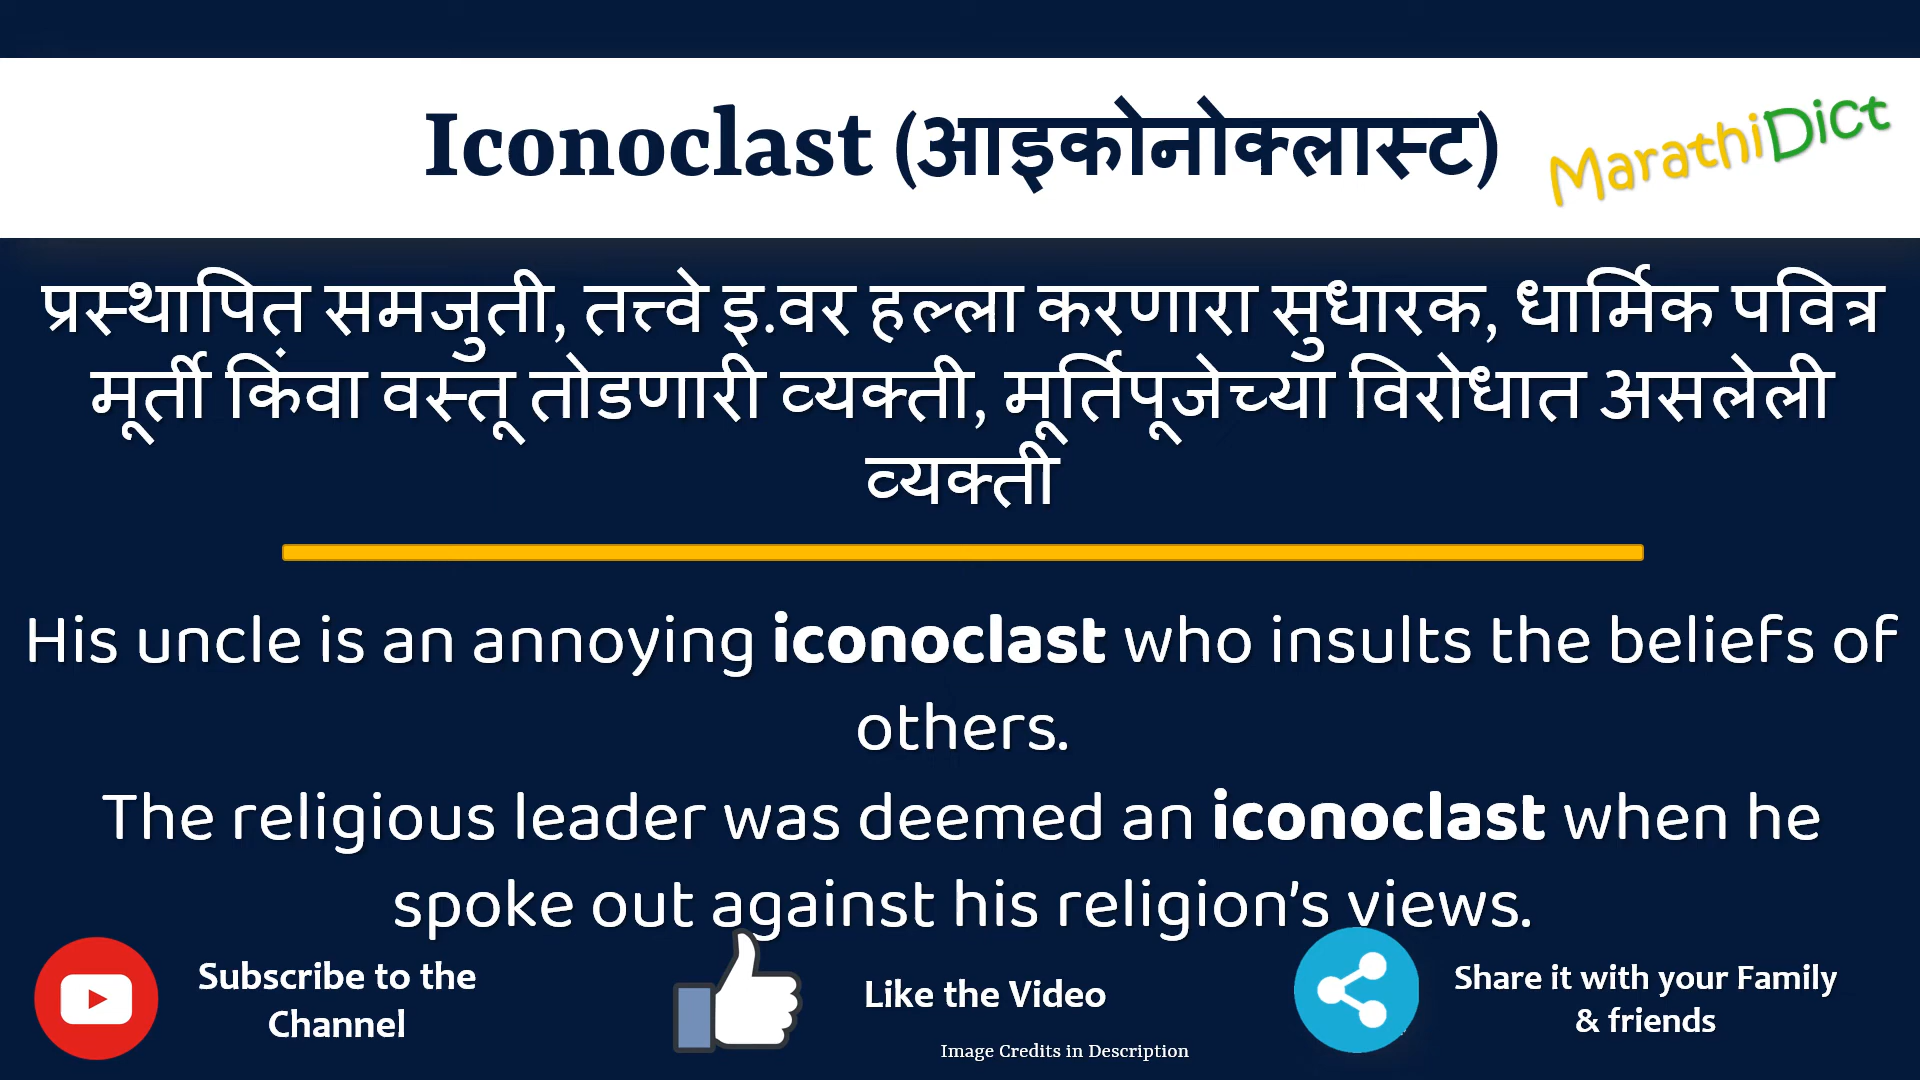 Iconoclast (आइकोनोक्लास्ट)
MarathiDict
प्रस्थापित समजुती, तत्त्वे इ.वर हल्ला करणारा सुधारक, धार्मिक पवित्र
मूर्ती किंवा वस्तू तोडणारी व्यक्ती, मूर्तिपूजेच्या विरोधात असलेली
व्यक्ती
His uncle is an annoying iconoclast who insults the beliefs of
others.
The religious leader was deemed an iconoclast when he
spoke out against his religion’s views.
Subscribe to the
Channel
Like the Video
Share it with your Family
& friends
Image Credits in Description